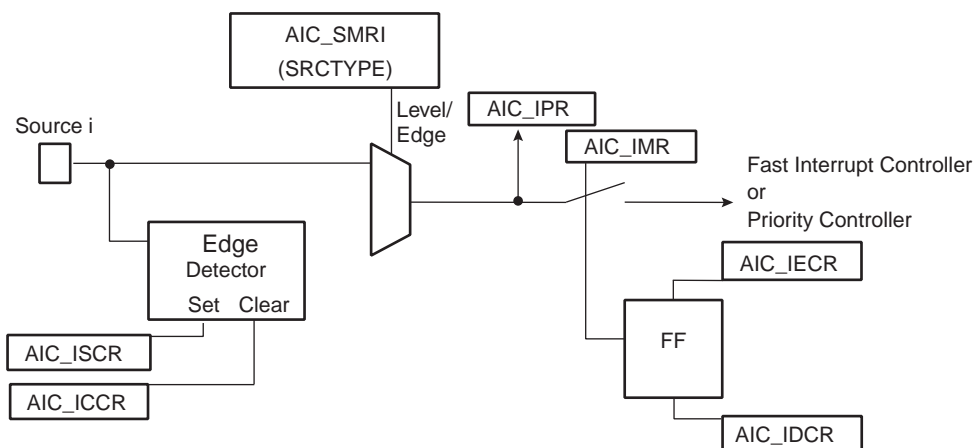 AIC_SMRI
(SRCTYPE)
Level/
Edge
AIC_IPR
Source i
AIC_IMR
Fast Interrupt Controller
or
Priority Controller
Edge
Detector
Set Clear
AIC_IECR
FF
AIC_ISCR
AIC_ICCR
AIC_IDCR